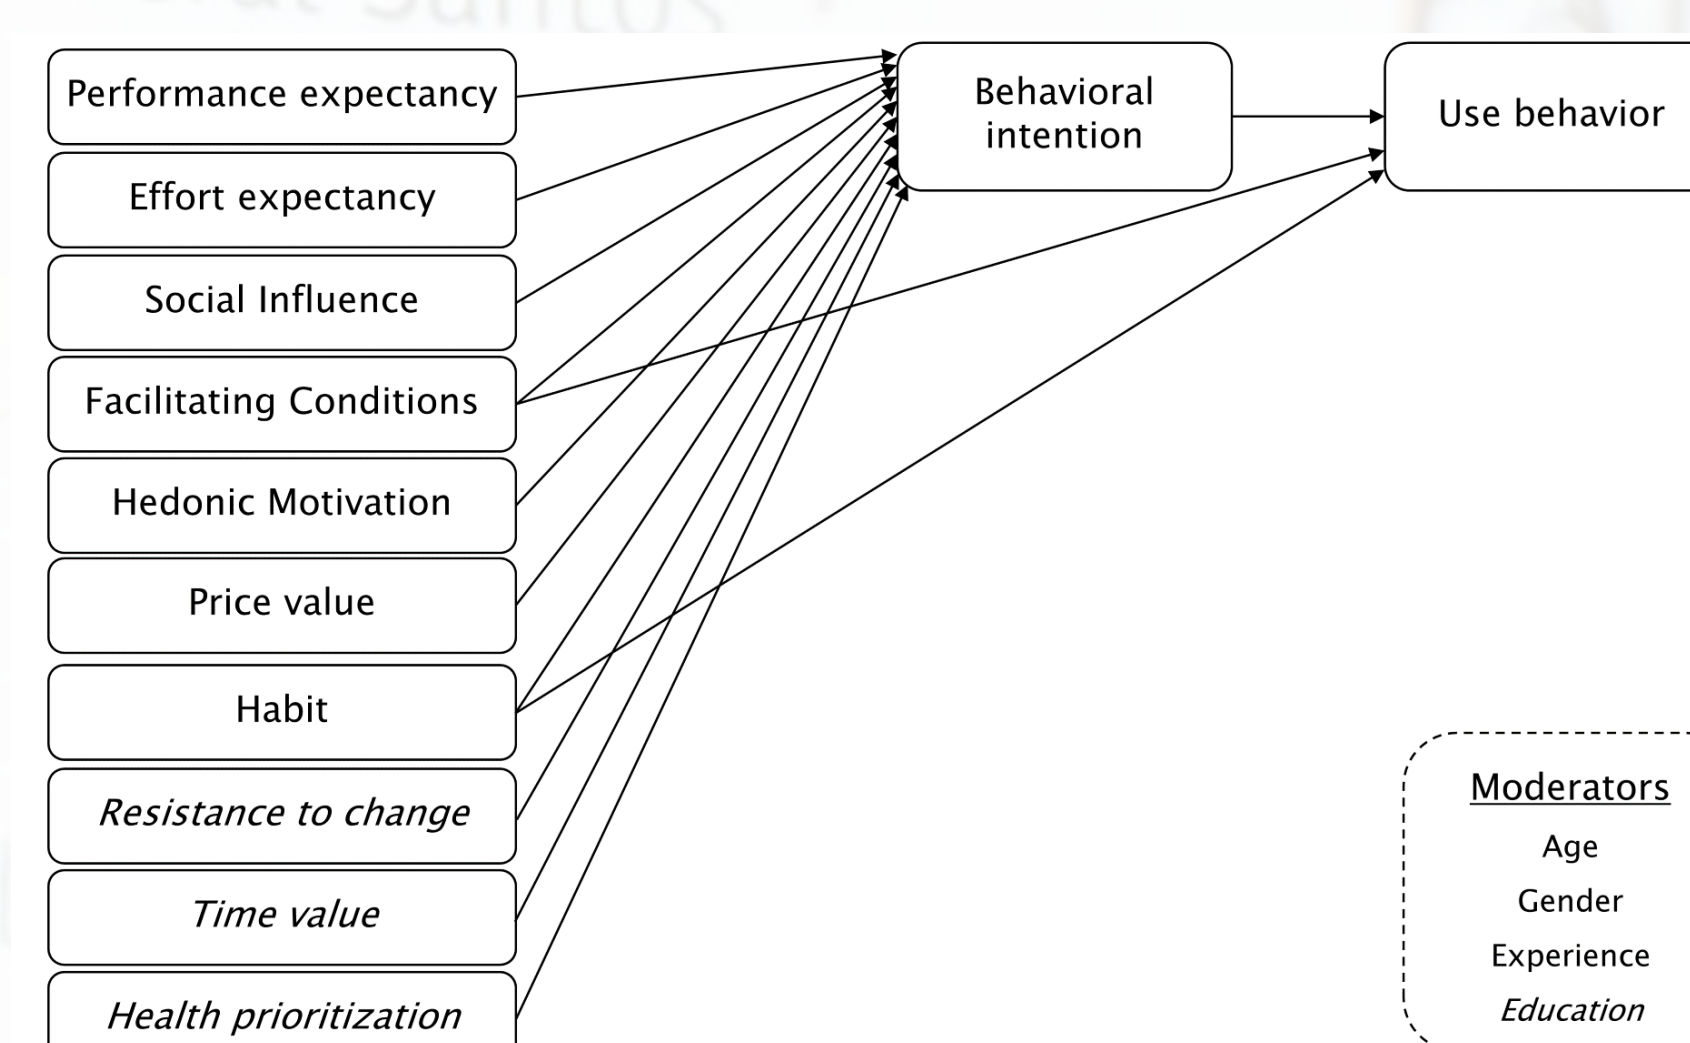 Performance expectancy
Effort expectancy
Social Influence
Facilitating Conditions
Hedonic Motivation
Price value
Habit
Resistance to change
Time value
Health prioritization
Behavioral
intention
Use behavior
Moderators
Age
Gender
Experience
Education